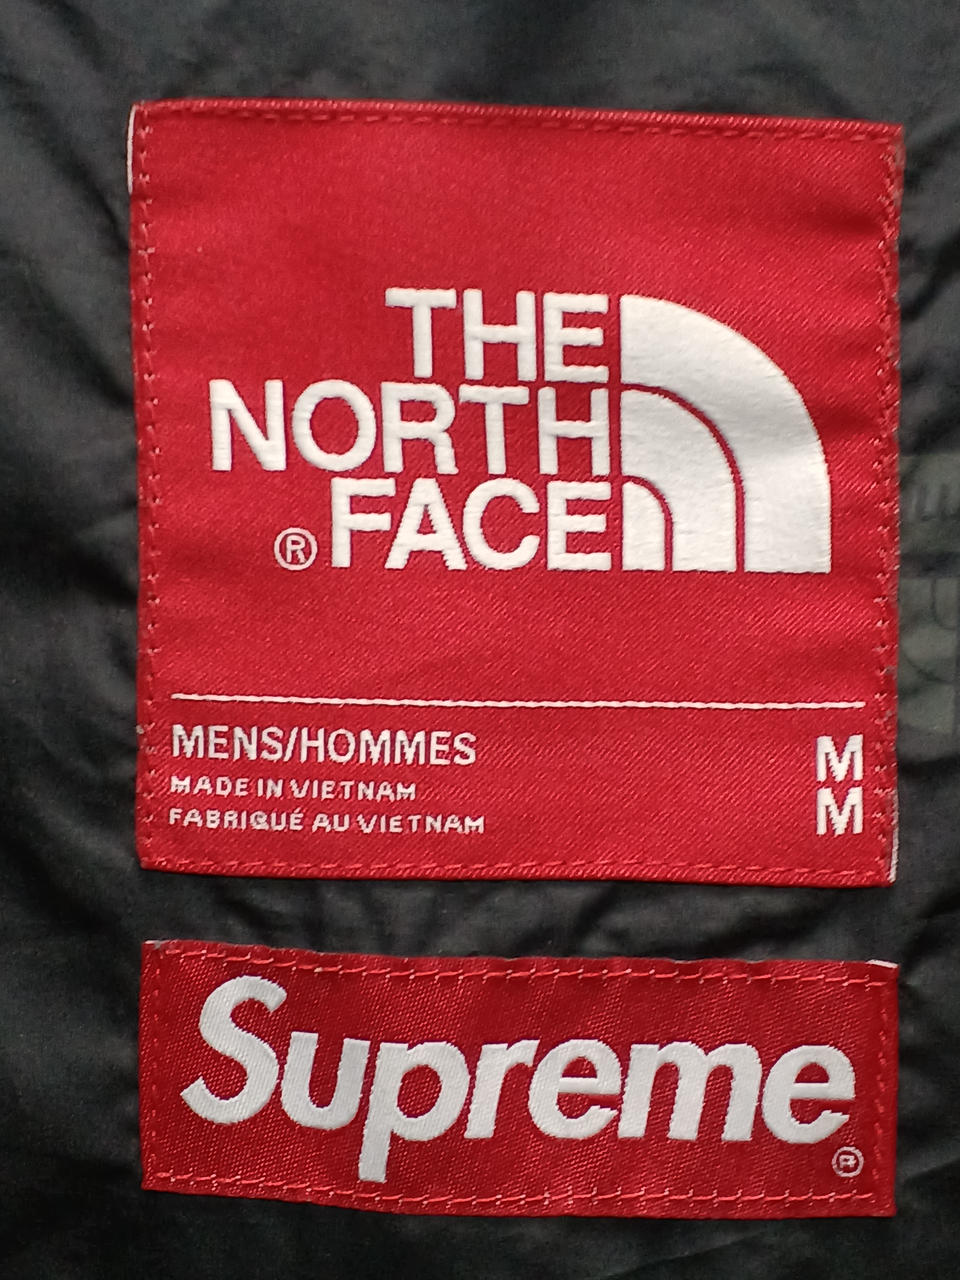 THE
NORTH
® FACE
MENS/HOMMES M
MADE IN VIETNAM
FABRIQUÉ AU VIETNAM M
Supreme ®